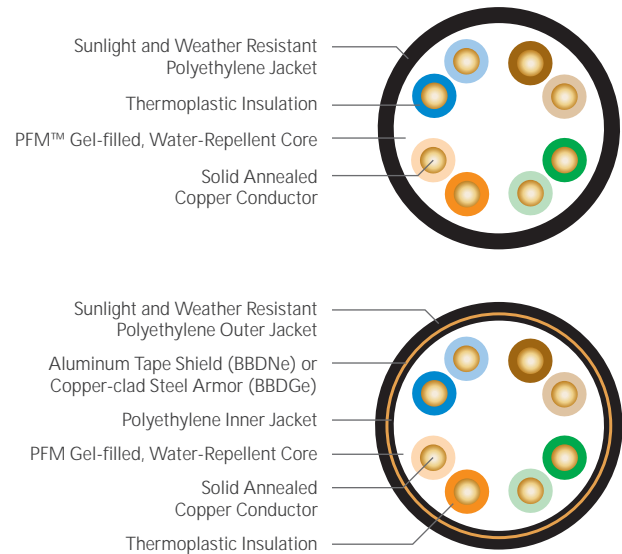 Sunlight and Weather Resistant
Polyethylene Jacket
Thermoplastic Insulation
PFM™ Gel-filled, Water-Repellent Core
Solid Annealed
Copper Conductor
Sunlight and Weather Resistant
Polyethylene Outer Jacket
Aluminum Tape Shield (BBDNe) or
Copper-clad Steel Armor (BBDGe)
Polyethylene Inner Jacket
PFM Gel-filled, Water-Repellent Core
Solid Annealed
Copper Conductor
Thermoplastic Insulation